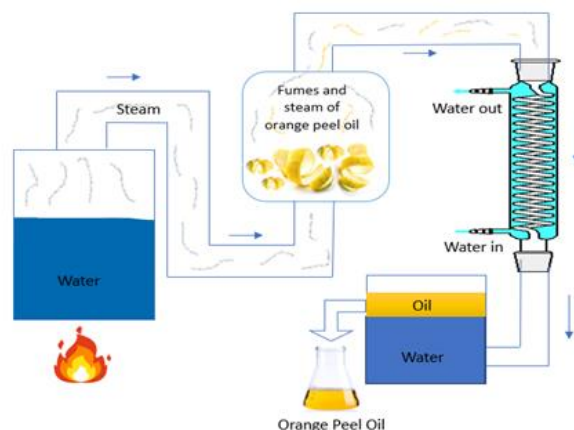 Steam
Fumes and
steam of
orange peel oil
Water out
Water in
Water
Oil
Water
Orange Peel Oil